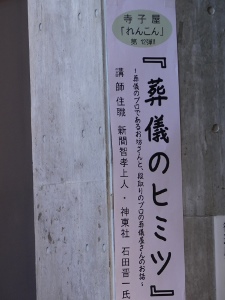 寺子屋
「れんこん」
第12弾!
『葬儀のヒミツ』
~葬儀のプロであるお坊さんと、段取りのプロの葬儀屋さんのお話~
講師 住職 新間智孝上人・神東社 石田晋一氏